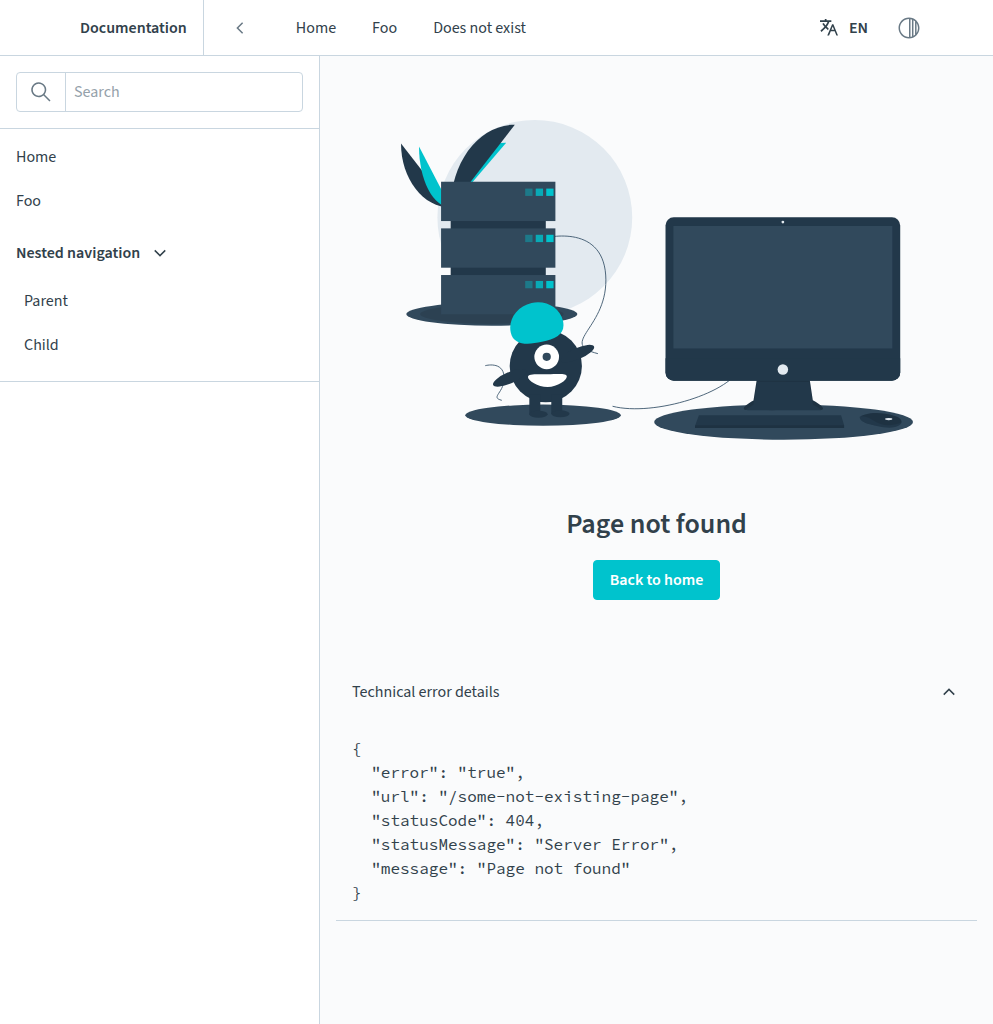 Documentation
Home
Foo
Does not exist
EN
Search
Home
Foo
Nested navigation
Parent
Child
Page not found
Back to home
Technical error details
{
  "error": "true",
  "url": "/some-not-existing-page",
  "statusCode": 404,
  "statusMessage": "Server Error",
  "message": "Page not found"
}